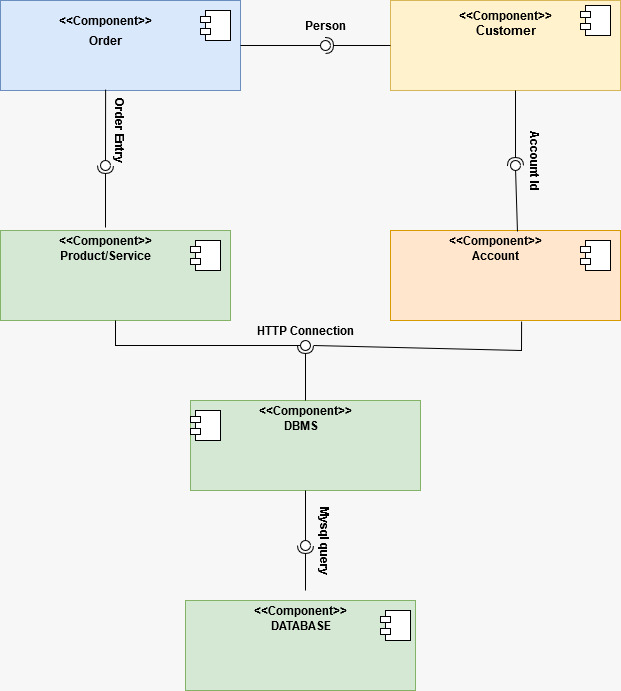 <<Component>>
Order
Person
<<Component>>
Customer
Order Entry
Account Id
<<Component>>
Product/Service
<<Component>>
Account
HTTP Connection
<<Component>>
DBMS
Mysql query
<<Component>>
DATABASE